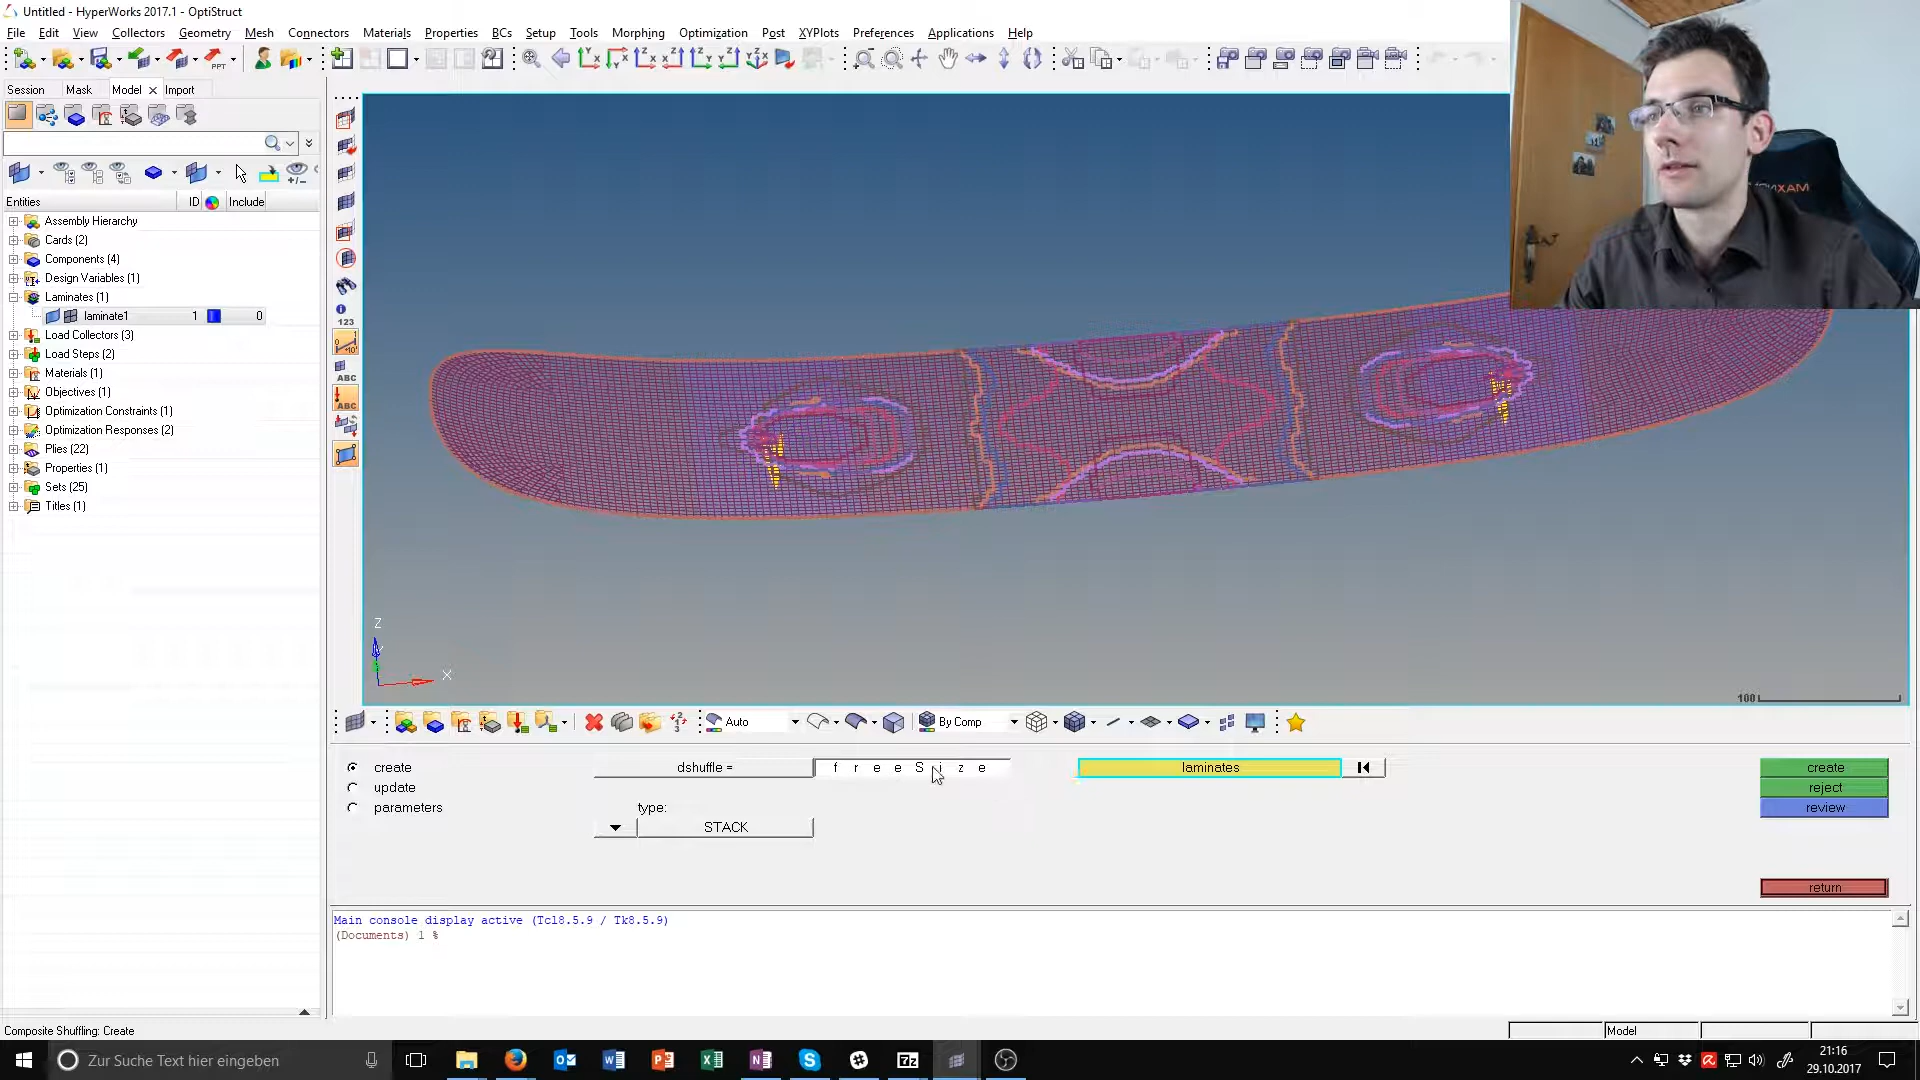 Untitled - HyperWorks 2017.1 - OptiStruct
File Edit View Collectors Geometry Mesh Connectors Materials Properties BCs Setup Tools Morphing Optimization Post XYPlots Preferences Applications Help
PPT
Session Mask Model Import
Entities ID Include
Assembly Hierarchy
Cards (2)
Components (4)
Design Variables (1)
Laminates (1)
laminate1 1 0
Load Collectors (3)
Load Steps (2)
Materials (1)
Objectives (1)
Optimization Constraints (1)
Optimization Responses (2)
Plies (22)
Properties (1)
Sets (25)
Titles (1)
123
ABC
ABC
Z
X
100
Auto
By Comp
create
update
parameters
dshuffle =
freeSize
type:
STACK
laminates
create
reject
review
return
Main console display active (Tcl8.5.9 / Tk8.5.9)
(Documents) 1 %
Composite Shuffling: Create
Model
Zur Suche Text hier eingeben
21:16
29.10.2017